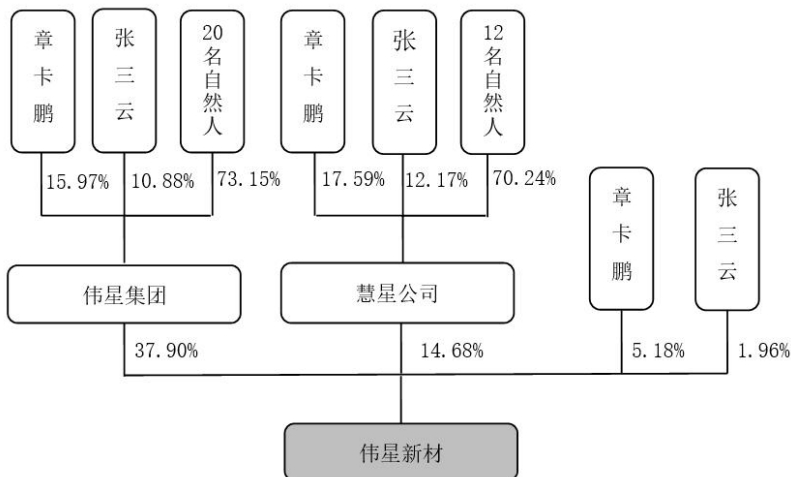 章卡鹏
张三云
20名自然人
章卡鹏
张三云
12名自然人
15.97%
10.88%
73.15%
17.59%
12.17%
70.24%
章卡鹏
张三云
伟星集团
慧星公司
37.90%
14.68%
5.18%
1.96%
伟星新材